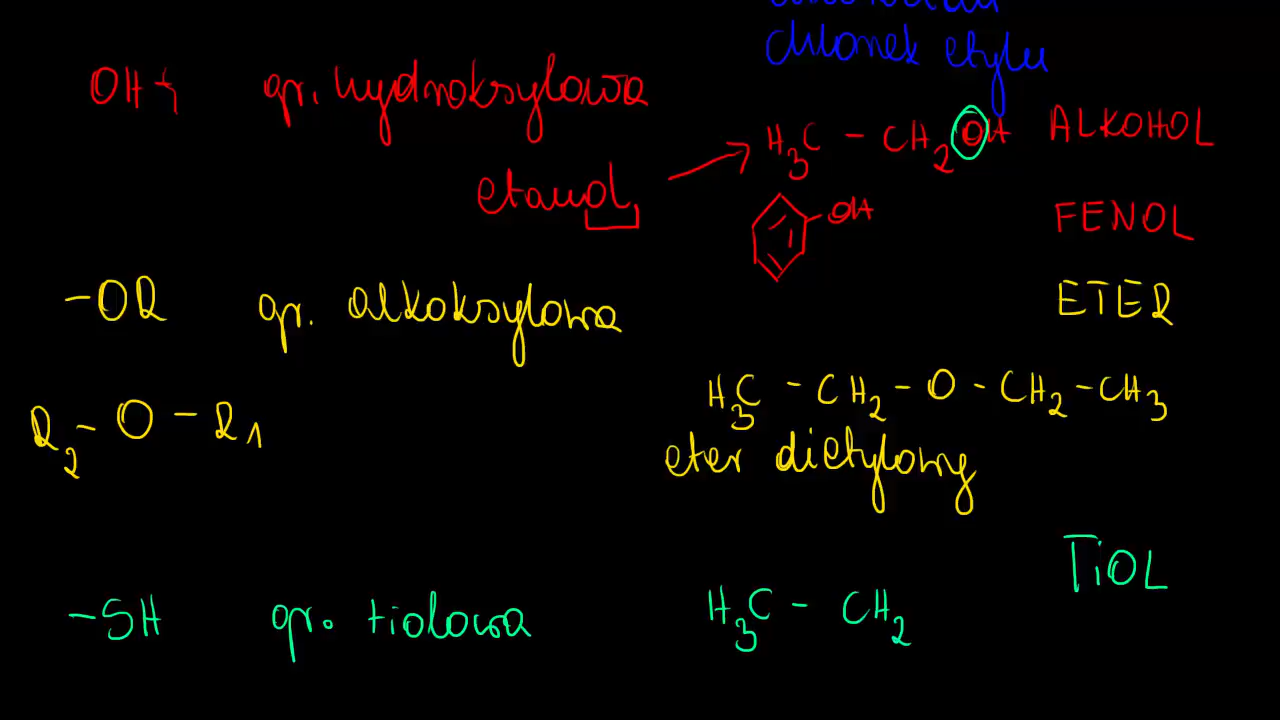 chlorek etylu
OH gr. hydroksylowa
H3C - CH2OH ALKOHOL
etanol
OH FENOL
-OR gr. alkoksylowa ETER
H3C - CH2 - O - CH2 - CH3
R2 - O - R1
eter dietylowy
TiOL
-SH gr. tiolowa H3C - CH2